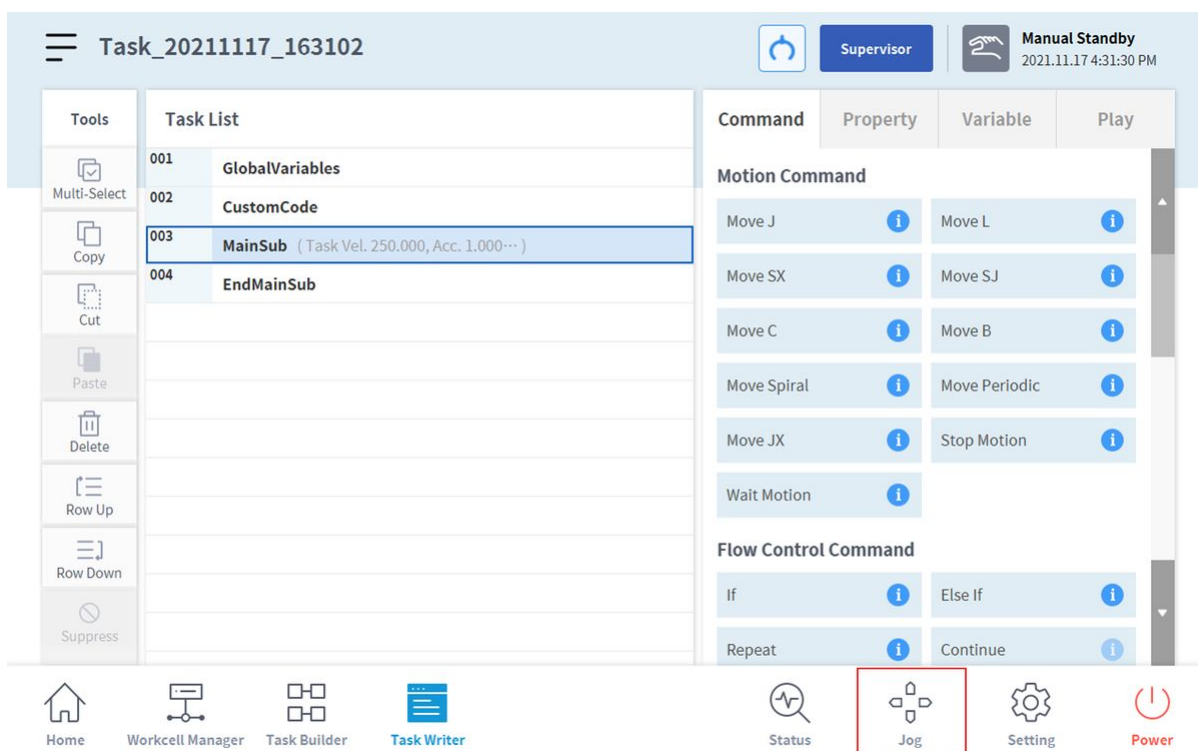 Task_20211117_163102
Supervisor
Manual Standby
2021.11.17 4:31:30 PM
Tools
Multi-Select
Copy
Cut
Paste
Delete
Row Up
Row Down
Suppress
Task List
001 GlobalVariables
002 CustomCode
003 MainSub ( Task Vel. 250.000, Acc. 1.000··· )
004 EndMainSub
Command Property Variable Play
Motion Command
Move J Move L
Move SX Move SJ
Move C Move B
Move Spiral Move Periodic
Move JX Stop Motion
Wait Motion
Flow Control Command
If Else If
Repeat Continue
Home Workcell Manager Task Builder Task Writer Status Jog Setting Power